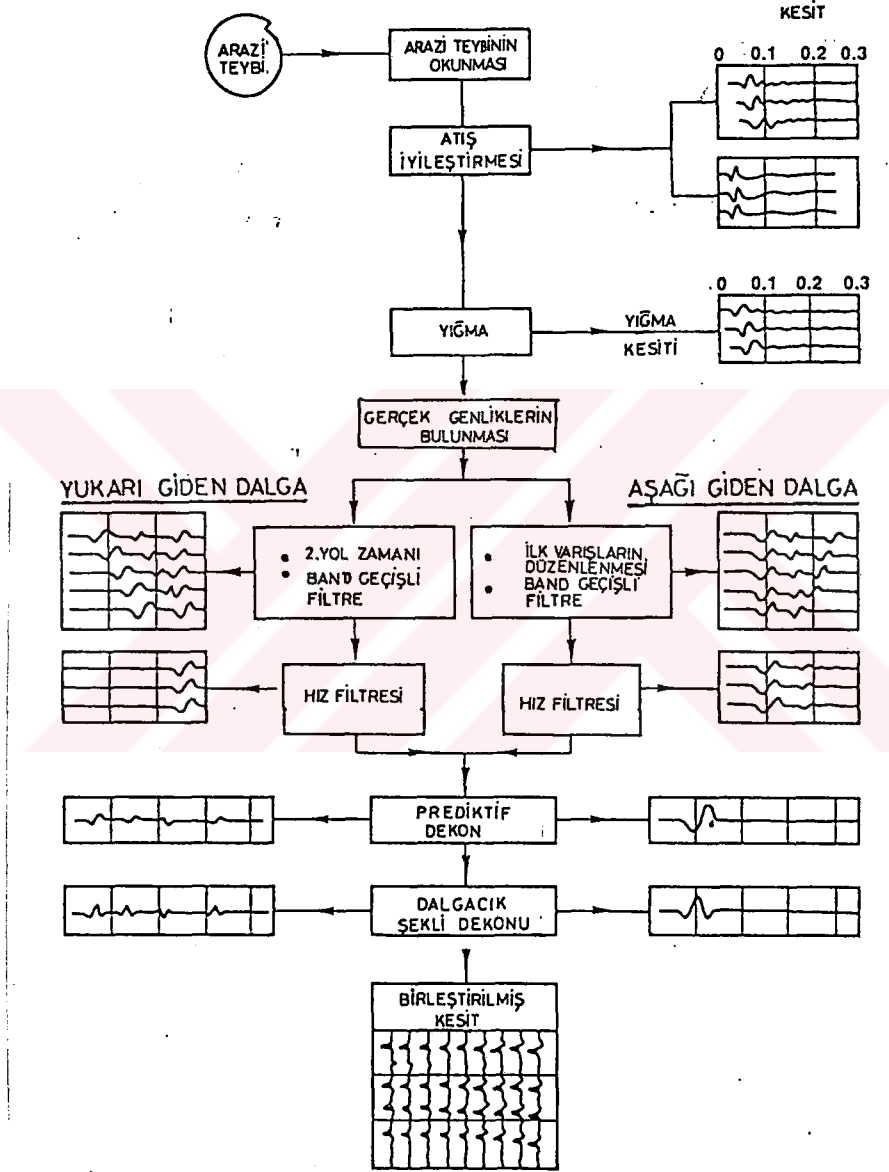 KESİT
ARAZİ
TEYBİ.
ARAZİ TEYBİNİN
OKUNMASI
0 0.1 0.2 0.3
ATIŞ
İYİLEŞTİRMESİ
0 0.1 0.2 0.3
YIĞMA
YIĞMA
KESİTİ
GERÇEK GENLİKLERİN
BULUNMASI
YUKARI GİDEN DALGA
AŞAĞI GİDEN DALGA
• 2.YOL ZAMANI
• BAND GEÇİŞLİ
FİLTRE
• İLK VARIŞLARIN
DÜZENLENMESİ
• BAND GEÇİŞLİ
FİLTRE
HIZ FİLTRESİ
HIZ FİLTRESİ
PREDİKTİF
DEKON
DALGACIK
ŞEKLİ DEKONU
BİRLEŞTİRİLMİŞ
KESİT